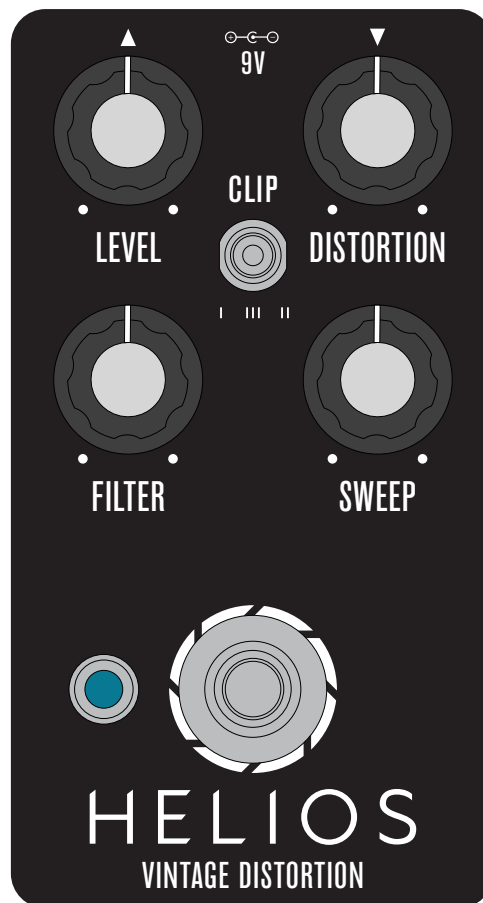 9V
CLIP
LEVEL
DISTORTION
I III II
FILTER
SWEEP
HELIOS
VINTAGE DISTORTION